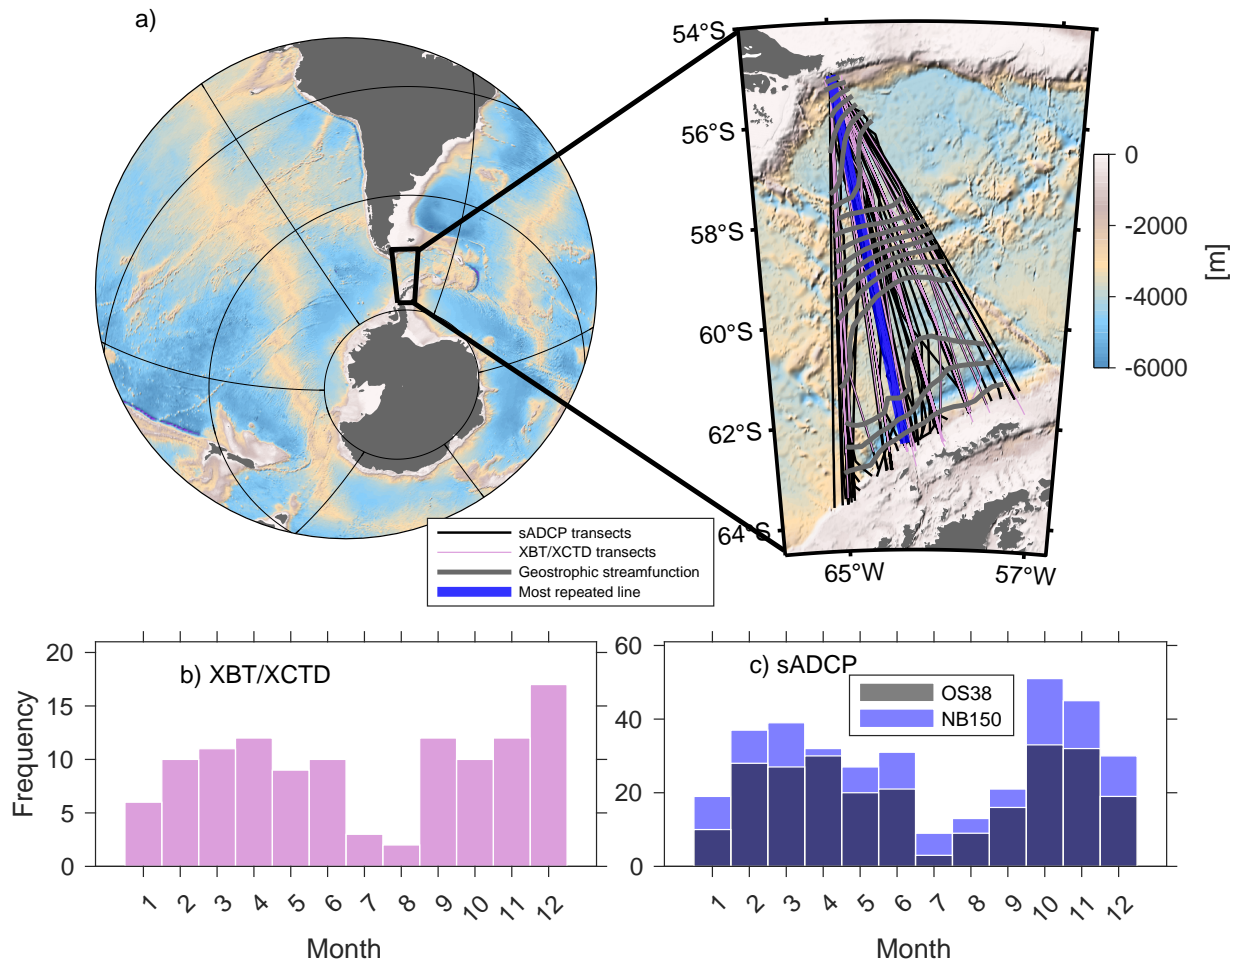 a)
54°S
56°S
58°S
60°S
62°S
64°S
65°W
57°W
0
-2000
-4000
-6000
[m]
sADCP transects
XBT/XCTD transects
Geostrophic streamfunction
Most repeated line
b) XBT/XCTD
Frequency
20
15
10
5
0
1 2 3 4 5 6 7 8 9 10 11 12
Month
c) sADCP
OS38
NB150
60
40
20
0
1 2 3 4 5 6 7 8 9 10 11 12
Month